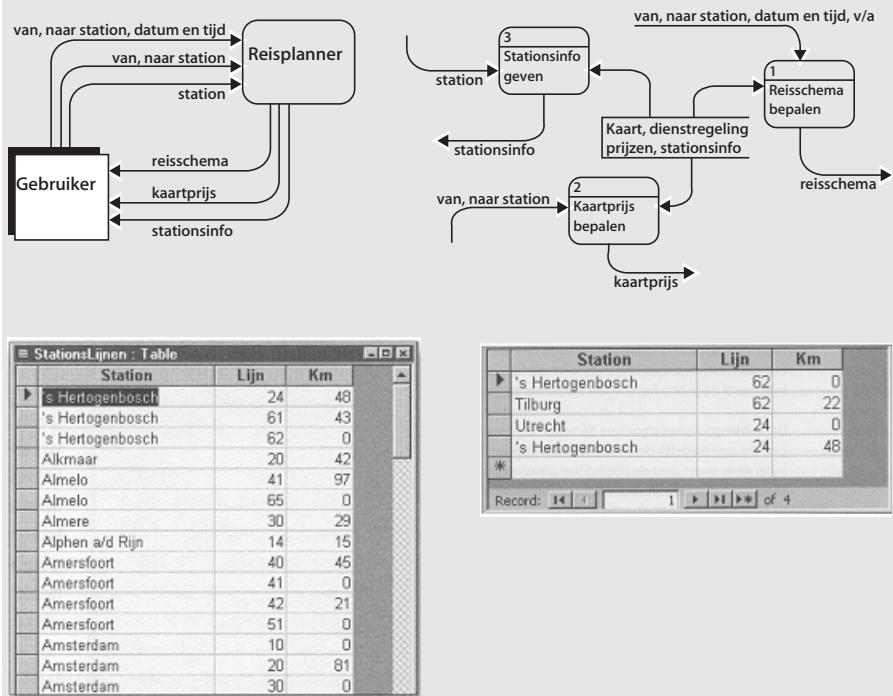 van, naar station, datum en tijd
van, naar station
station
Reisplanner
Gebruiker
reisschema
kaartprijs
stationsinfo
van, naar station, datum en tijd, v/a
3
Stationsinfo
geven
station
stationsinfo
1
Reisschema
bepalen
reisschema
Kaart, dienstregeling
prijzen, stationsinfo
van, naar station
2
Kaartprijs
bepalen
kaartprijs
StationsLijnen : Table
Station Lijn Km
's Hertogenbosch 24 48
's Hertogenbosch 61 43
's Hertogenbosch 62 0
Alkmaar 20 42
Almelo 41 97
Almelo 65 0
Almere 30 29
Alphen a/d Rijn 14 15
Amersfoort 40 45
Amersfoort 41 0
Amersfoort 42 21
Amersfoort 51 0
Amsterdam 10 0
Amsterdam 20 81
Amsterdam 30 0
Station Lijn Km
's Hertogenbosch 62 0
Tilburg 62 22
Utrecht 24 0
's Hertogenbosch 24 48
Record: 1 of 4